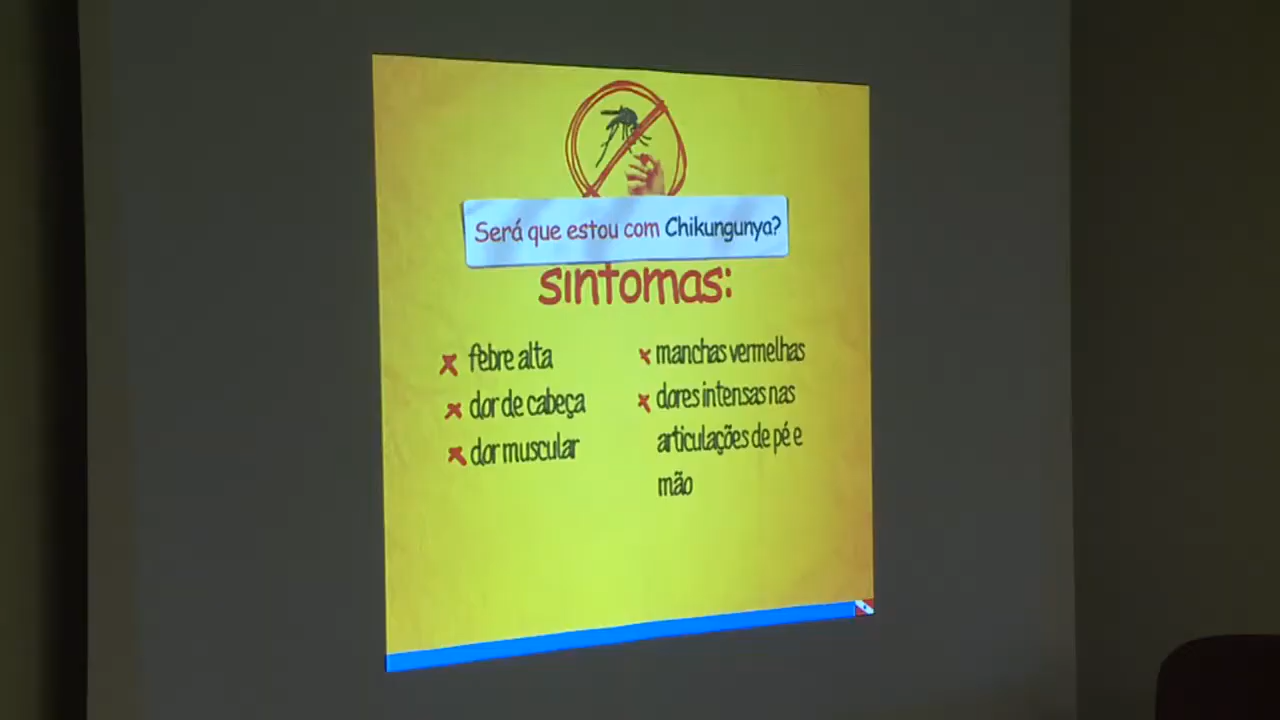 Será que estou com Chikungunya?
sintomas:
x febre alta
x dor de cabeça
x dor muscular
x manchas vermelhas
x dores intensas nas
articulações de pé e
mão